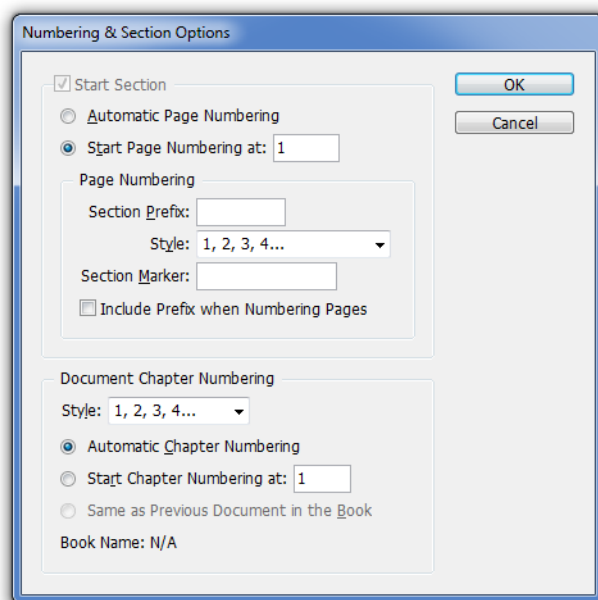 Numbering & Section Options
Start Section
OK
Automatic Page Numbering
Cancel
Start Page Numbering at: 1
Page Numbering
Section Prefix:
Style: 1, 2, 3, 4...
Section Marker:
Include Prefix when Numbering Pages
Document Chapter Numbering
Style: 1, 2, 3, 4...
Automatic Chapter Numbering
Start Chapter Numbering at: 1
Same as Previous Document in the Book
Book Name: N/A